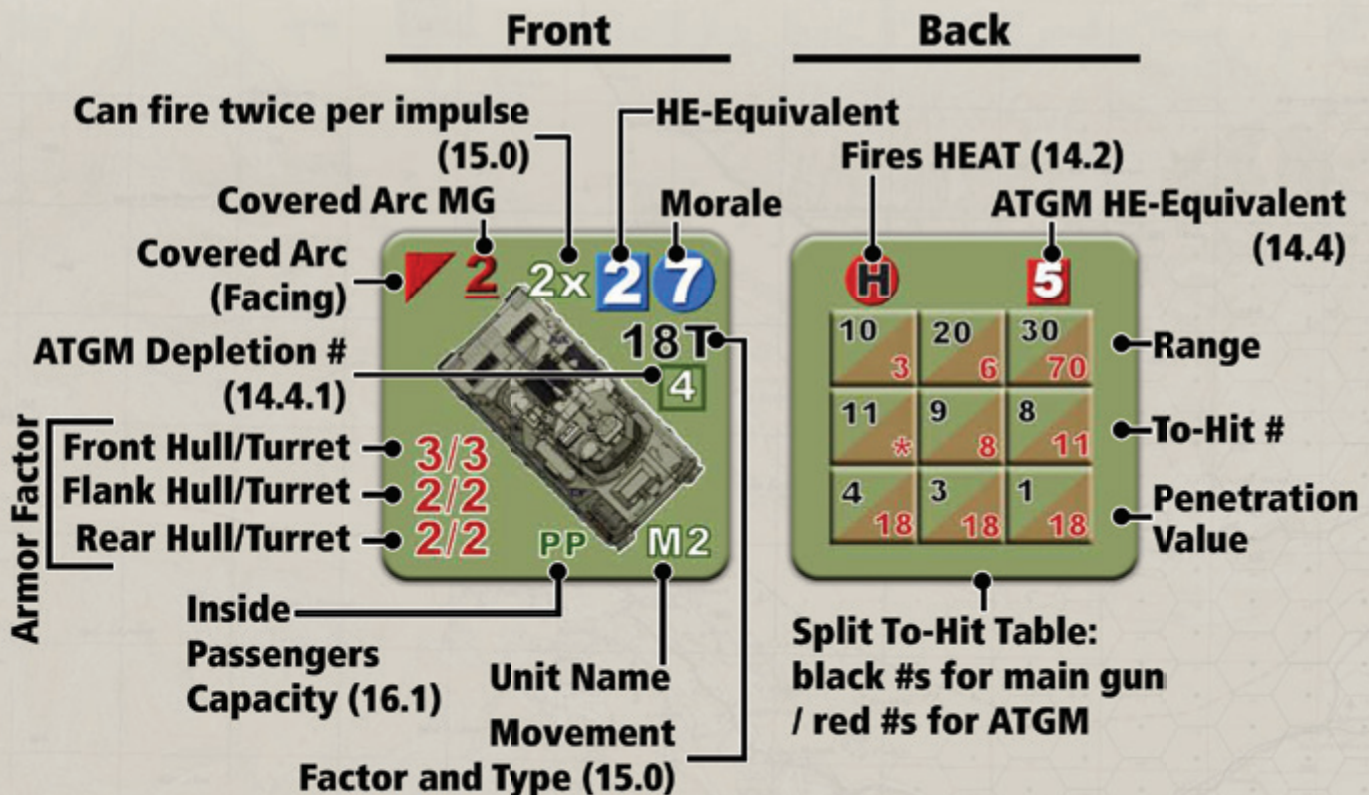 Front
Back
Can fire twice per impulse
(15.0)
HE-Equivalent
Fires HEAT (14.2)
Covered Arc MG
Morale
ATGM HE-Equivalent
(14.4)
Covered Arc
(Facing)
ATGM Depletion #
(14.4.1)
Armor Factor
Front Hull/Turret
Flank Hull/Turret
Rear Hull/Turret
2 2x 2 7
18T
4
3/3
2/2
2/2
PP M2
H 5
10 3 20 6 30 70
11 * 9 8 8 11
4 18 3 18 1 18
Range
To-Hit #
Penetration
Value
Inside
Passengers
Capacity (16.1)
Unit Name
Movement
Factor and Type (15.0)
Split To-Hit Table:
black #s for main gun
/ red #s for ATGM